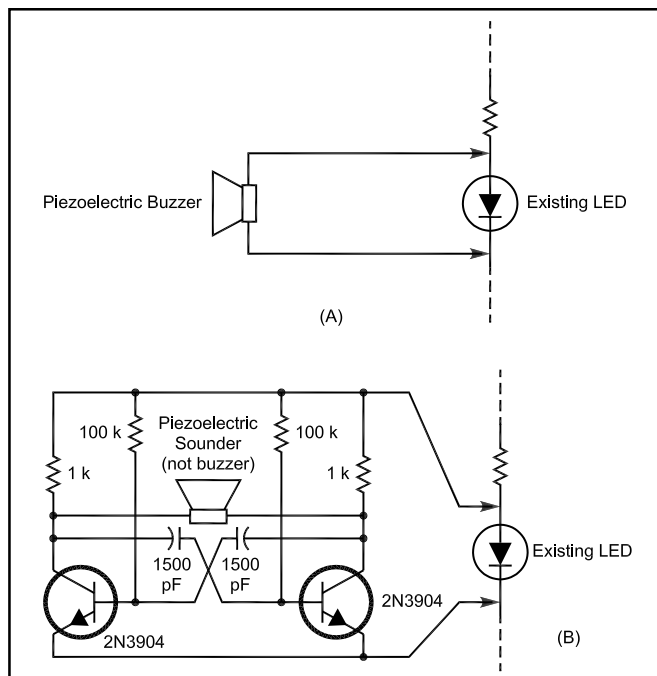 Piezoelectric Buzzer
Existing LED
(A)
100 k
Piezoelectric
Sounder
(not buzzer)
100 k
1 k
1 k
1500
pF
1500
pF
Existing LED
2N3904
2N3904
(B)